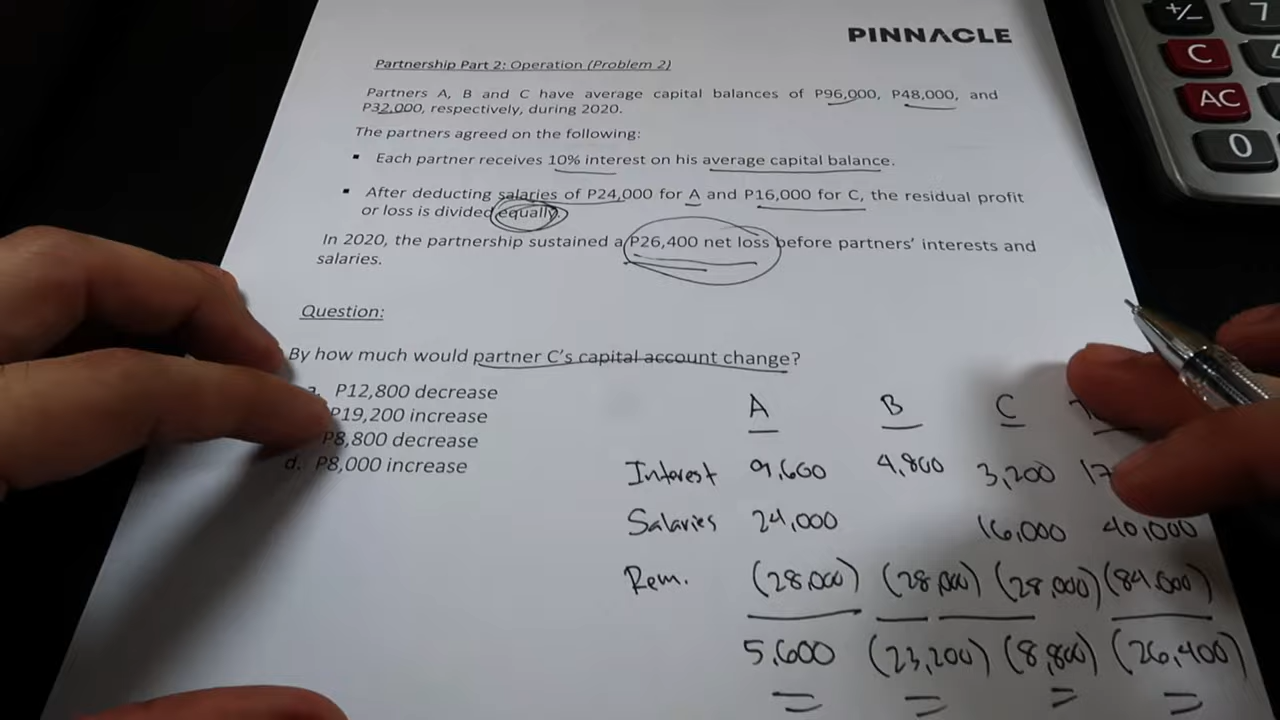 PINNACLE
Partnership Part 2: Operation (Problem 2)
Partners A, B and C have average capital balances of P96,000, P48,000, and
P32,000, respectively, during 2020.
The partners agreed on the following:
▪ Each partner receives 10% interest on his average capital balance.
▪ After deducting salaries of P24,000 for A and P16,000 for C, the residual profit
or loss is divided equally.
In 2020, the partnership sustained a P26,400 net loss before partners' interests and
salaries.
Question:
By how much would partner C's capital account change?
P12,800 decrease
P19,200 increase
P8,800 decrease
d. P8,000 increase
A B C
Interest 9,600 4,800 3,200 17
Salaries 24,000 16,000 40,000
Rem. (28,000) (28,000) (28,000) (84,000)
5,600 (23,200) (8,800) (26,400)
+/- 7
C
AC
0